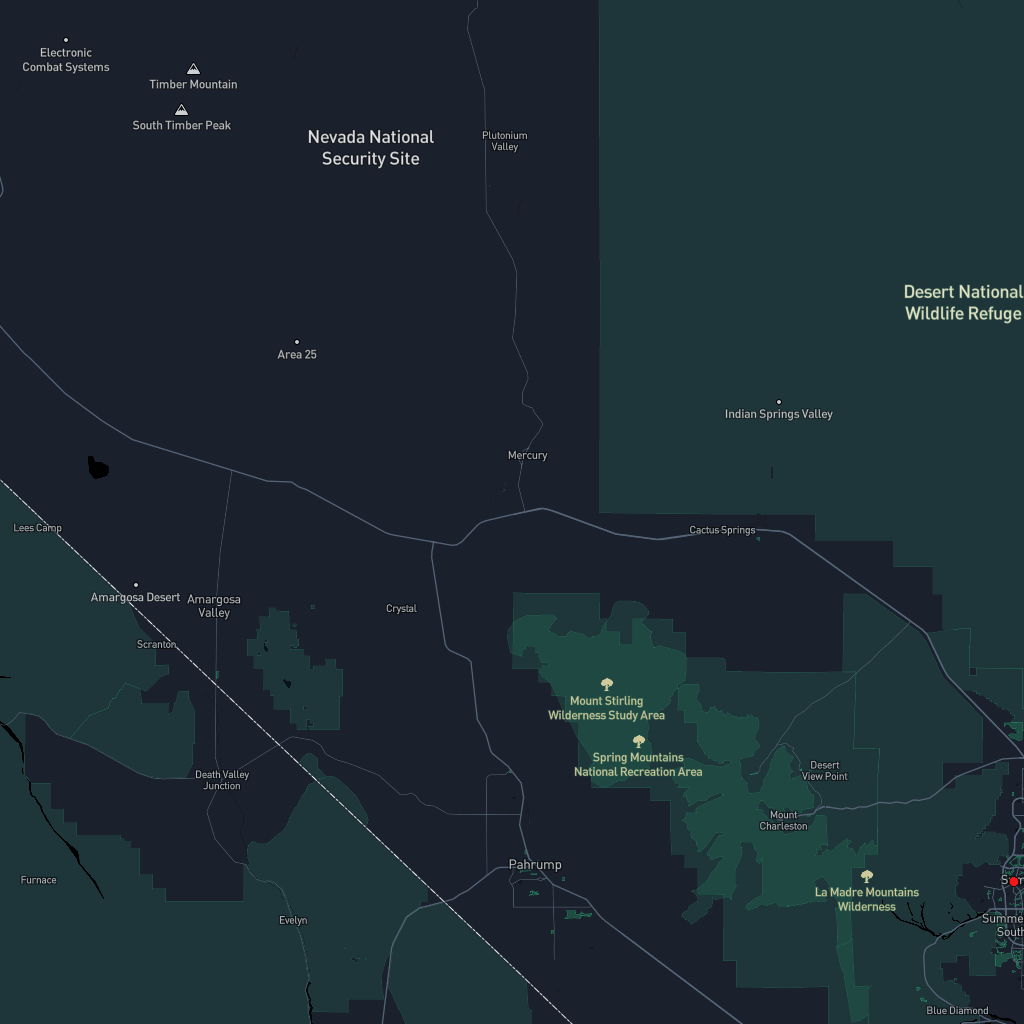 Electronic
Combat Systems
Timber Mountain
South Timber Peak
Nevada National
Security Site
Plutonium
Valley
Desert National
Wildlife Refuge
Area 25
Indian Springs Valley
Mercury
Lees Camp
Cactus Springs
Amargosa Desert
Amargosa
Valley
Crystal
Scranton
Mount Stirling
Wilderness Study Area
Spring Mountains
National Recreation Area
Death Valley
Junction
Desert
View Point
Mount
Charleston
Pahrump
Furnace
La Madre Mountains
Wilderness
Evelyn
Summe
South
Blue Diamond